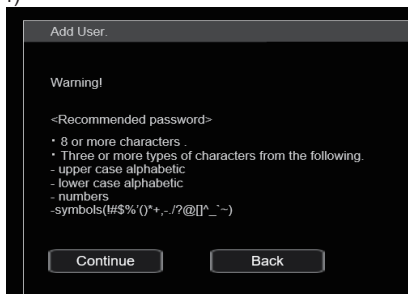 Add User.
Warning!
<Recommended password>
・8 or more characters .
・Three or more types of characters from the following.
- upper case alphabetic
- lower case alphabetic
- numbers
-symbols(!#$%'()*+,-./?@[]^_`~)
Continue
Back